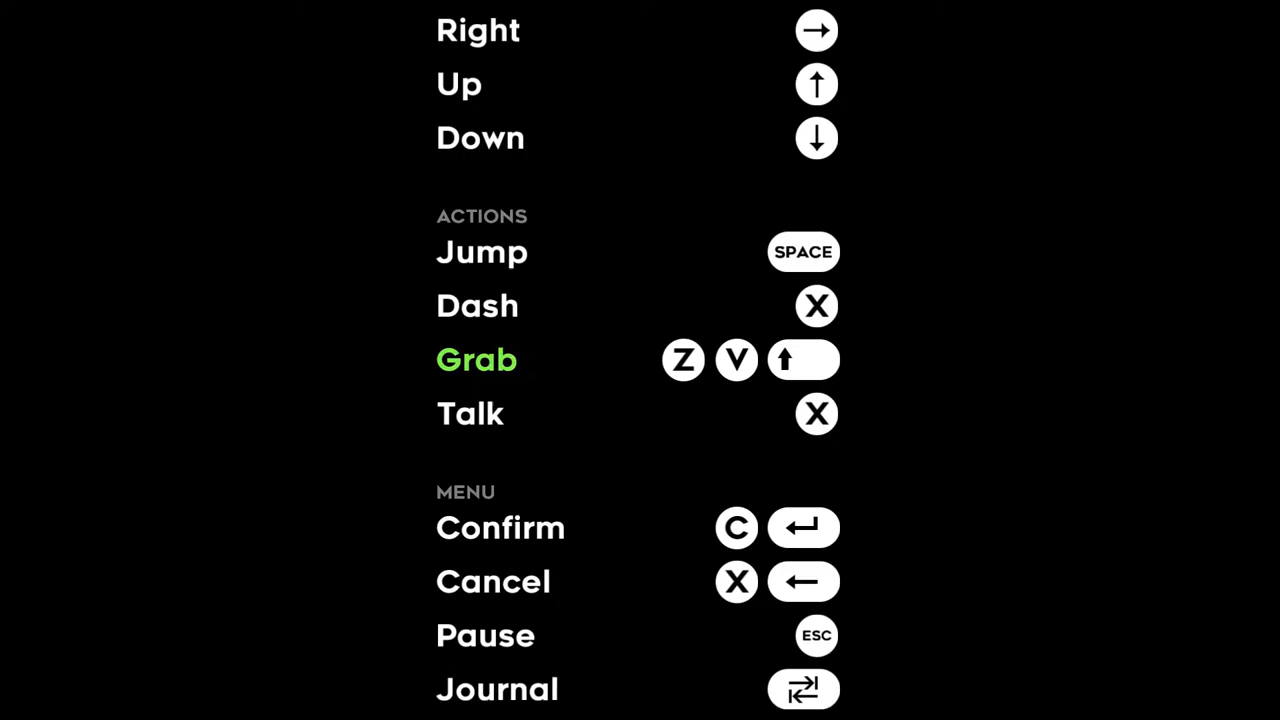 Right →
Up ↑
Down ↓
ACTIONS
Jump SPACE
Dash X
Grab Z V ⬆
Talk X
MENU
Confirm C ↵
Cancel X ←
Pause ESC
Journal ↹